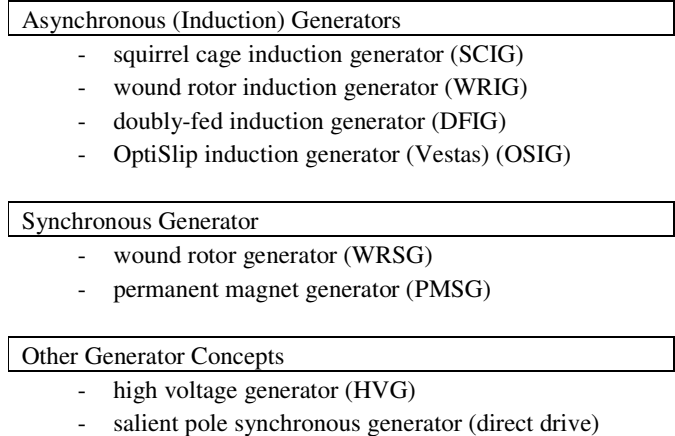 Asynchronous (Induction) Generators
- squirrel cage induction generator (SCIG)
- wound rotor induction generator (WRIG)
- doubly-fed induction generator (DFIG)
- OptiSlip induction generator (Vestas) (OSIG)
Synchronous Generator
- wound rotor generator (WRSG)
- permanent magnet generator (PMSG)
Other Generator Concepts
- high voltage generator (HVG)
- salient pole synchronous generator (direct drive)